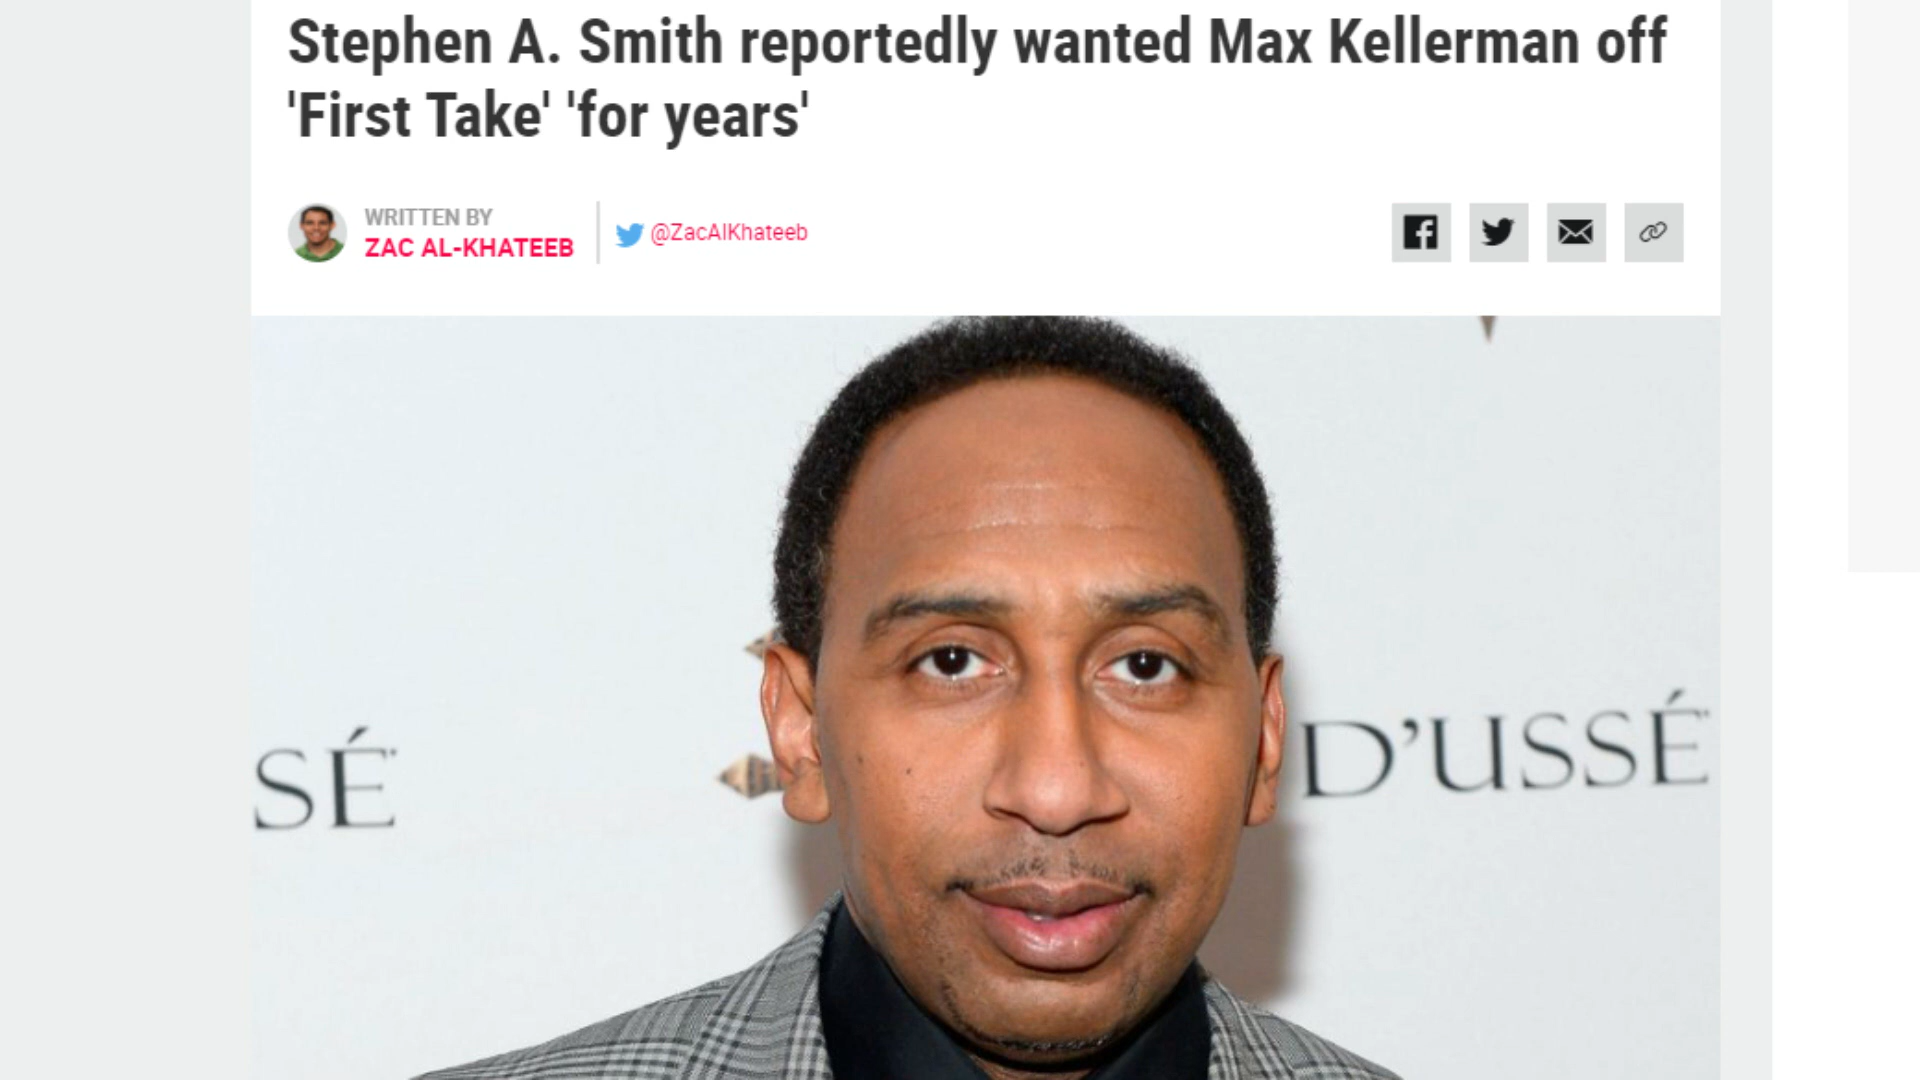 Stephen A. Smith reportedly wanted Max Kellerman off
'First Take' 'for years'
WRITTEN BY
ZAC AL-KHATEEB
@ZacAlKhateeb
SÉ
D'USSÉ